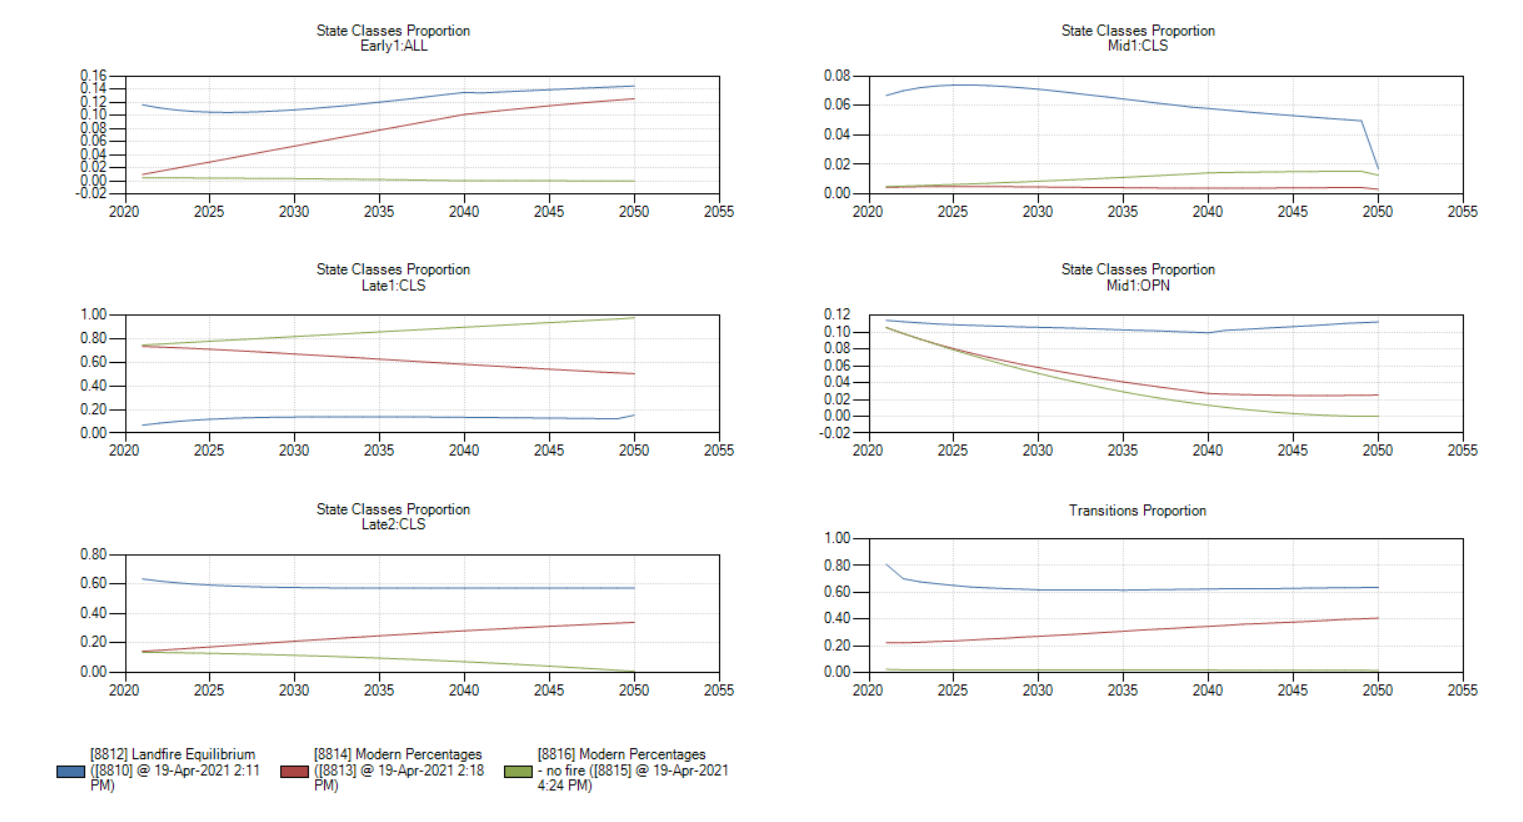 State Classes Proportion
Early1:ALL
0.16
0.14
0.12
0.10
0.08
0.06
0.04
0.02
0.00
-0.02
2020 2025 2030 2035 2040 2045 2050 2055
State Classes Proportion
Mid1:CLS
0.08
0.06
0.04
0.02
0.00
2020 2025 2030 2035 2040 2045 2050 2055
State Classes Proportion
Late1:CLS
1.00
0.80
0.60
0.40
0.20
0.00
2020 2025 2030 2035 2040 2045 2050 2055
State Classes Proportion
Mid1:OPN
0.12
0.10
0.08
0.06
0.04
0.02
0.00
-0.02
2020 2025 2030 2035 2040 2045 2050 2055
State Classes Proportion
Late2:CLS
0.80
0.60
0.40
0.20
0.00
2020 2025 2030 2035 2040 2045 2050 2055
Transitions Proportion
1.00
0.80
0.60
0.40
0.20
0.00
2020 2025 2030 2035 2040 2045 2050 2055
[8812] Landfire Equilibrium
([8810] @ 19-Apr-2021 2:11
PM)
[8814] Modern Percentages
([8813] @ 19-Apr-2021 2:18
PM)
[8816] Modern Percentages
- no fire ([8815] @ 19-Apr-2021
4:24 PM)